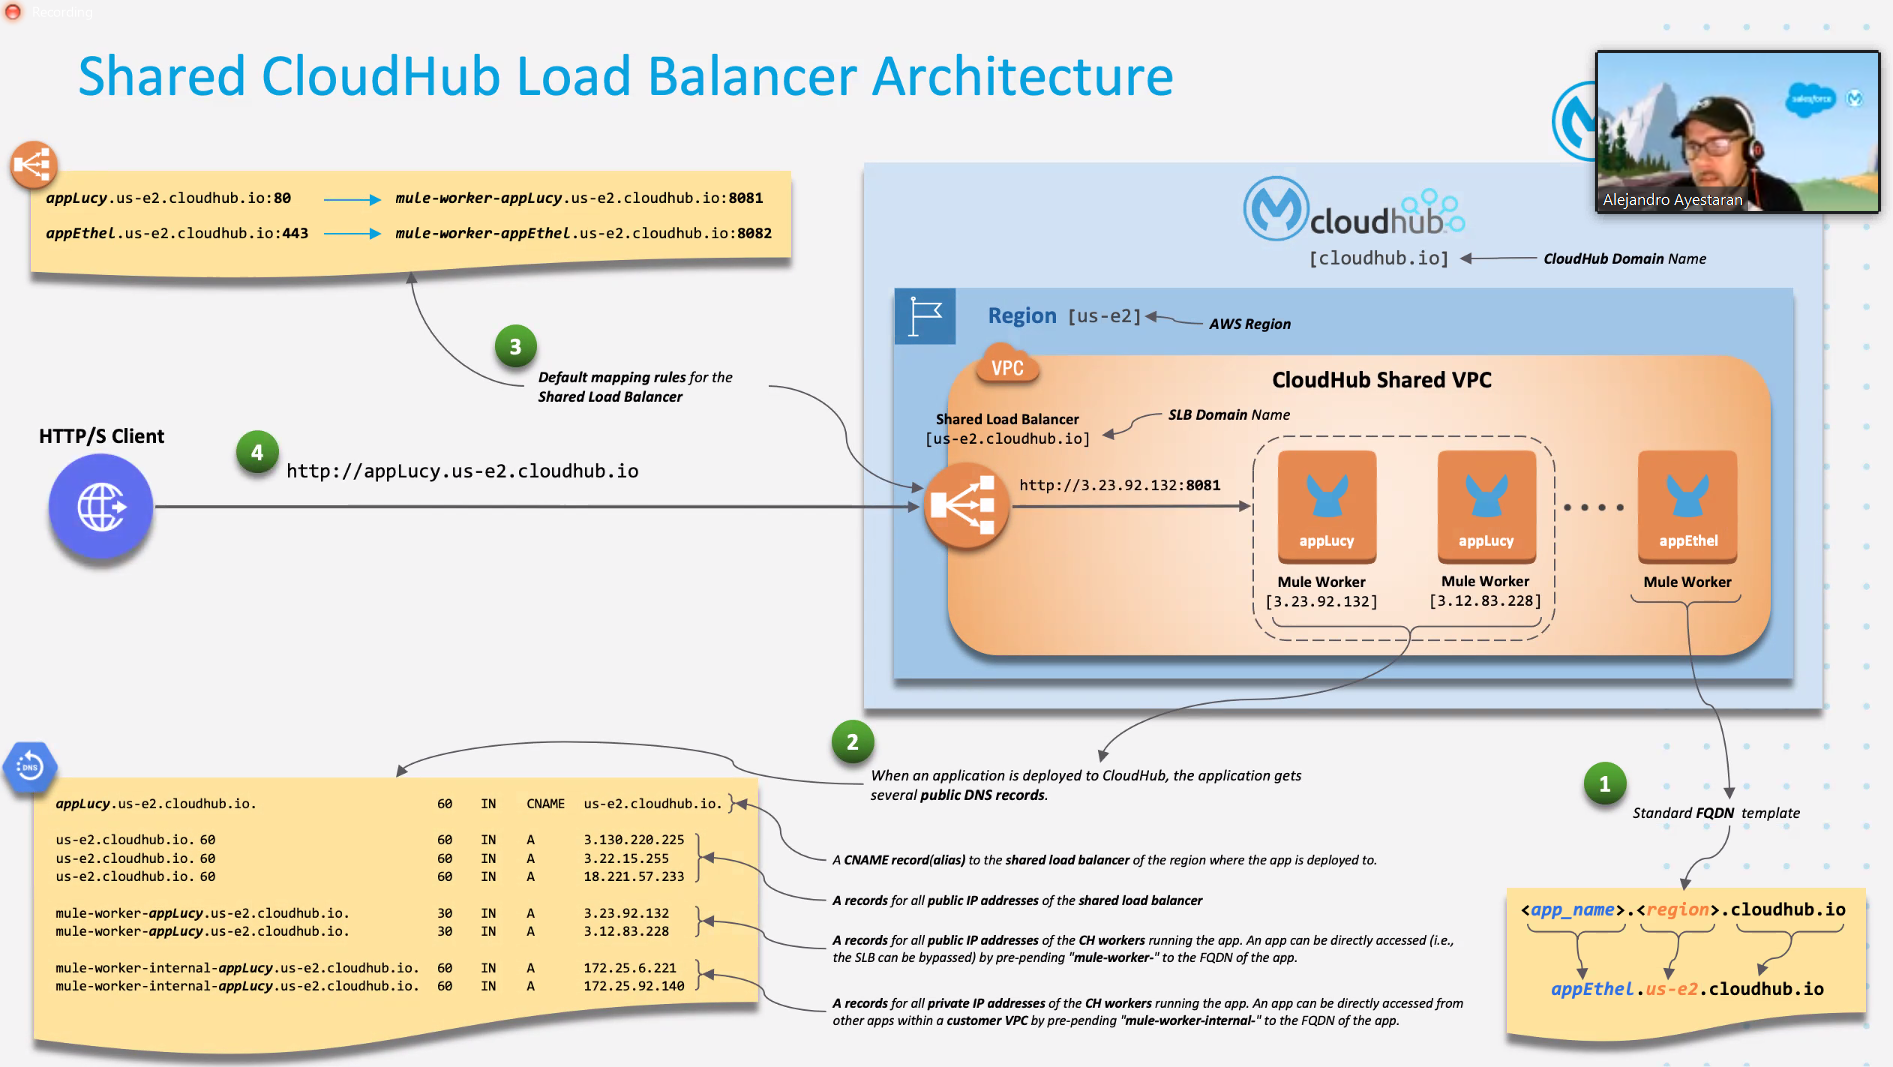 Recording
Shared CloudHub Load Balancer Architecture
salesforce
Alejandro Ayestaran
appLucy.us-e2.cloudhub.io:80 mule-worker-appLucy.us-e2.cloudhub.io:8081
appEthel.us-e2.cloudhub.io:443 mule-worker-appEthel.us-e2.cloudhub.io:8082
cloudhub
[cloudhub.io]
CloudHub Domain Name
Region [us-e2]
AWS Region
3
Default mapping rules for the
Shared Load Balancer
VPC
CloudHub Shared VPC
Shared Load Balancer
[us-e2.cloudhub.io]
SLB Domain Name
HTTP/S Client
4
http://appLucy.us-e2.cloudhub.io
http://3.23.92.132:8081
appLucy
appLucy
appEthel
Mule Worker
[3.23.92.132]
Mule Worker
[3.12.83.228]
Mule Worker
2
When an application is deployed to CloudHub, the application gets
several public DNS records.
1
Standard FQDN template
DNS
appLucy.us-e2.cloudhub.io. 60 IN CNAME us-e2.cloudhub.io.
us-e2.cloudhub.io. 60 60 IN A 3.130.220.225
us-e2.cloudhub.io. 60 60 IN A 3.22.15.255
us-e2.cloudhub.io. 60 60 IN A 18.221.57.233
mule-worker-appLucy.us-e2.cloudhub.io. 30 IN A 3.23.92.132
mule-worker-appLucy.us-e2.cloudhub.io. 30 IN A 3.12.83.228
mule-worker-internal-appLucy.us-e2.cloudhub.io. 60 IN A 172.25.6.221
mule-worker-internal-appLucy.us-e2.cloudhub.io. 60 IN A 172.25.92.140
A CNAME record(alias) to the shared load balancer of the region where the app is deployed to.
A records for all public IP addresses of the shared load balancer
A records for all public IP addresses of the CH workers running the app. An app can be directly accessed (i.e.,
the SLB can be bypassed) by pre-pending "mule-worker-" to the FQDN of the app.
A records for all private IP addresses of the CH workers running the app. An app can be directly accessed from
other apps within a customer VPC by pre-pending "mule-worker-internal-" to the FQDN of the app.
<app_name>.<region>.cloudhub.io
appEthel.us-e2.cloudhub.io